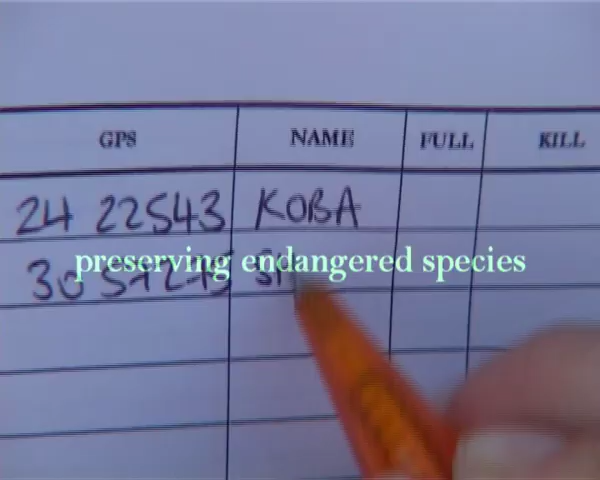 GPS NAME FULL KILL
24 22543 KOBA
preserving endangered species